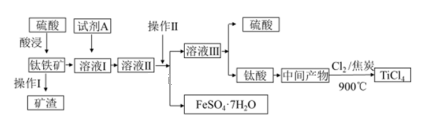 硫酸
酸浸
试剂A
操作II
硫酸
钛铁矿
溶液I
溶液II
溶液III
操作I
矿渣
钛酸
中间产物
Cl₂/焦炭
900℃
TiCl₄
FeSO₄·7H₂O